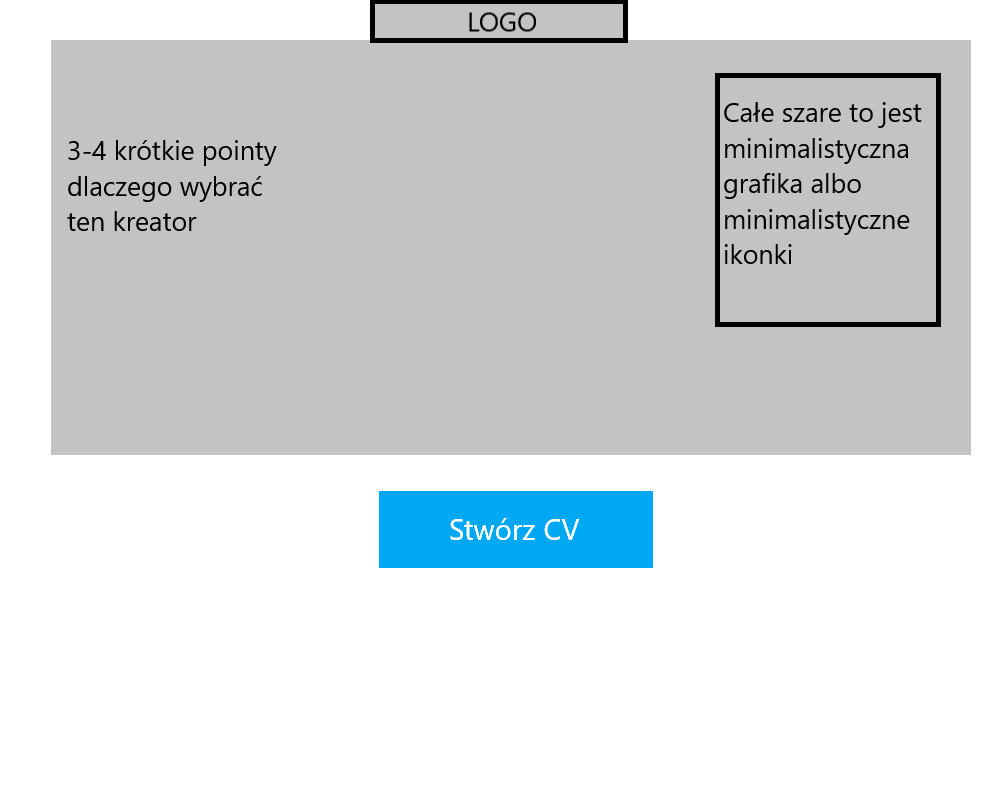 LOGO
3-4 krótkie pointy
dlaczego wybrać
ten kreator
Całe szare to jest
minimalistyczna
grafika albo
minimalistyczne
ikonki
Stwórz CV